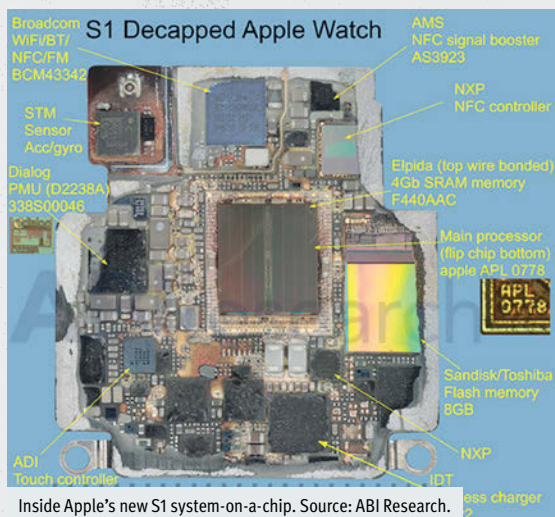 S1 Decapped Apple Watch
Broadcom
WiFi/BT/
NFC/FM
BCM43342
STM
Sensor
Acc/gyro
Dialog
PMU (D2238A)
338S00046
ADI
Touch controller
AMS
NFC signal booster
AS3923
NXP
NFC controller
Elpida (top wire bonded)
4Gb SRAM memory
F440AAC
Main processor
(flip chip bottom)
apple APL 0778
APL
0778
Sandisk/Toshiba
Flash memory
8GB
NXP
IDT
charger
Inside Apple's new S1 system-on-a-chip. Source: ABI Research.